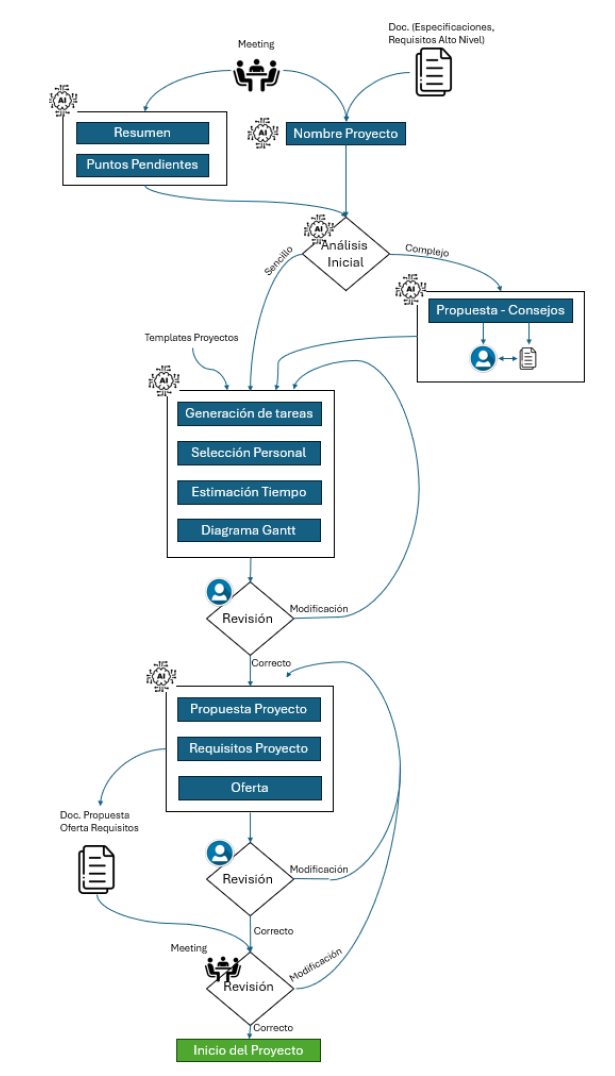 Doc. (Especificaciones,
Requisitos Alto Nivel)
Meeting
AI
Resumen
Puntos Pendientes
AI
Nombre Proyecto
AI
Análisis
Inicial
Sencillo
Complejo
AI
Propuesta - Consejos
Templates Proyectos
AI
Generación de tareas
Selección Personal
Estimación Tiempo
Diagrama Gantt
Revisión
Modificación
Correcto
AI
Propuesta Proyecto
Requisitos Proyecto
Oferta
Doc. Propuesta
Oferta Requisitos
Revisión
Modificación
Correcto
Meeting
Revisión
Modificación
Correcto
Inicio del Proyecto